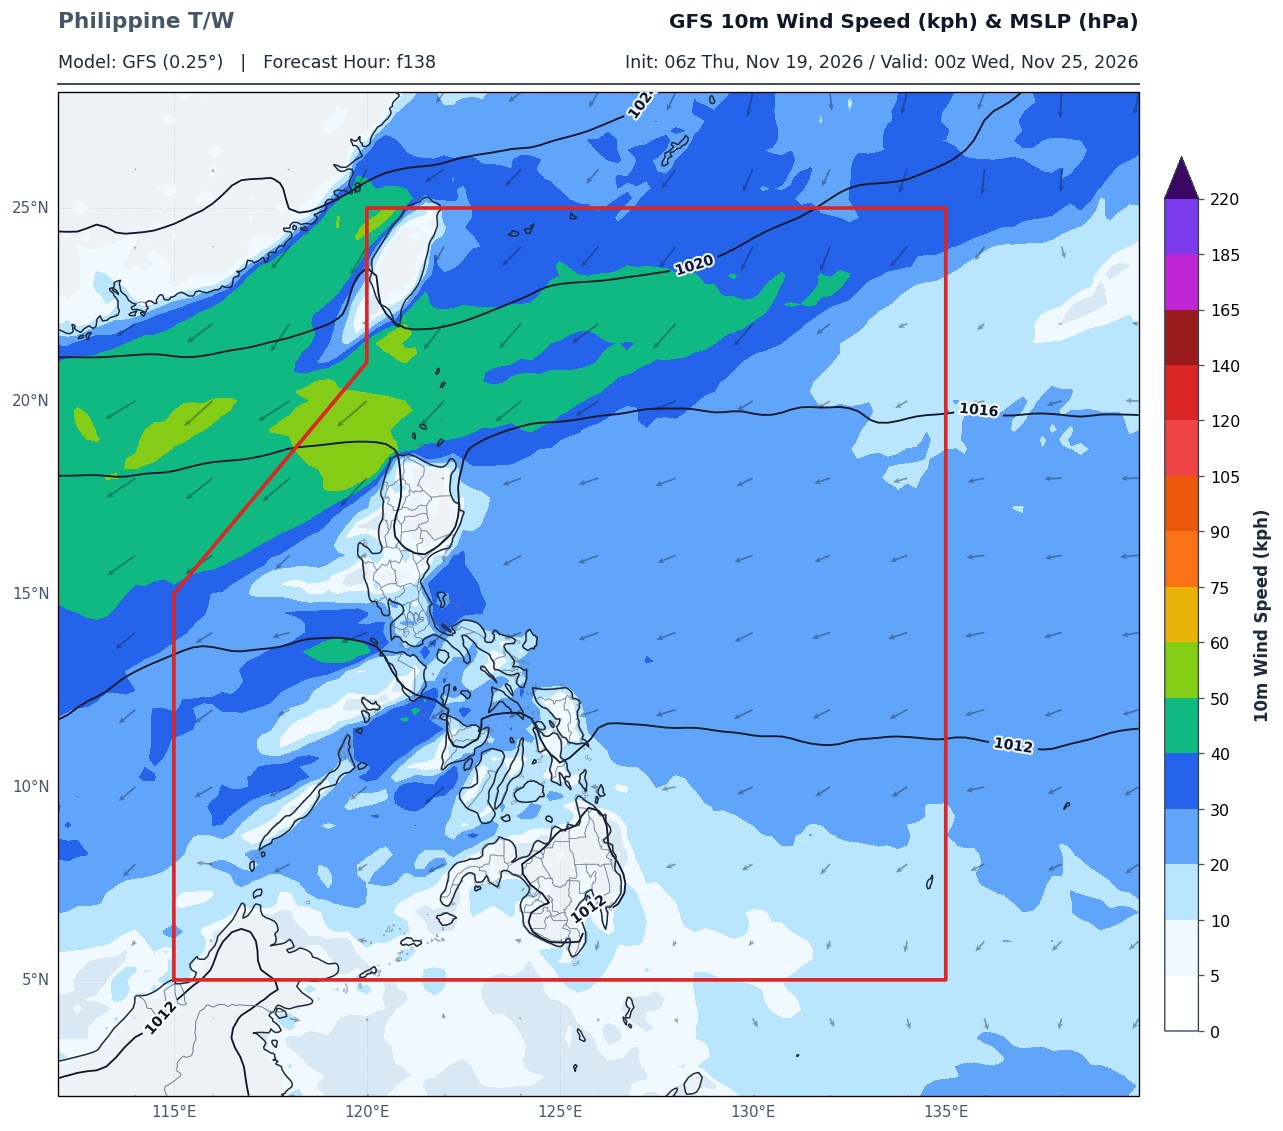 Philippine T/W
GFS 10m Wind Speed (kph) & MSLP (hPa)
Model: GFS (0.25°) | Forecast Hour: f138
Init: 06z Thu, Nov 19, 2026 / Valid: 00z Wed, Nov 25, 2026
1020
1016
1012
1012
1012
25°N
20°N
15°N
10°N
5°N
115°E
120°E
125°E
130°E
135°E
220
185
165
140
120
105
90
75
60
50
40
30
20
10
5
0
10m Wind Speed (kph)